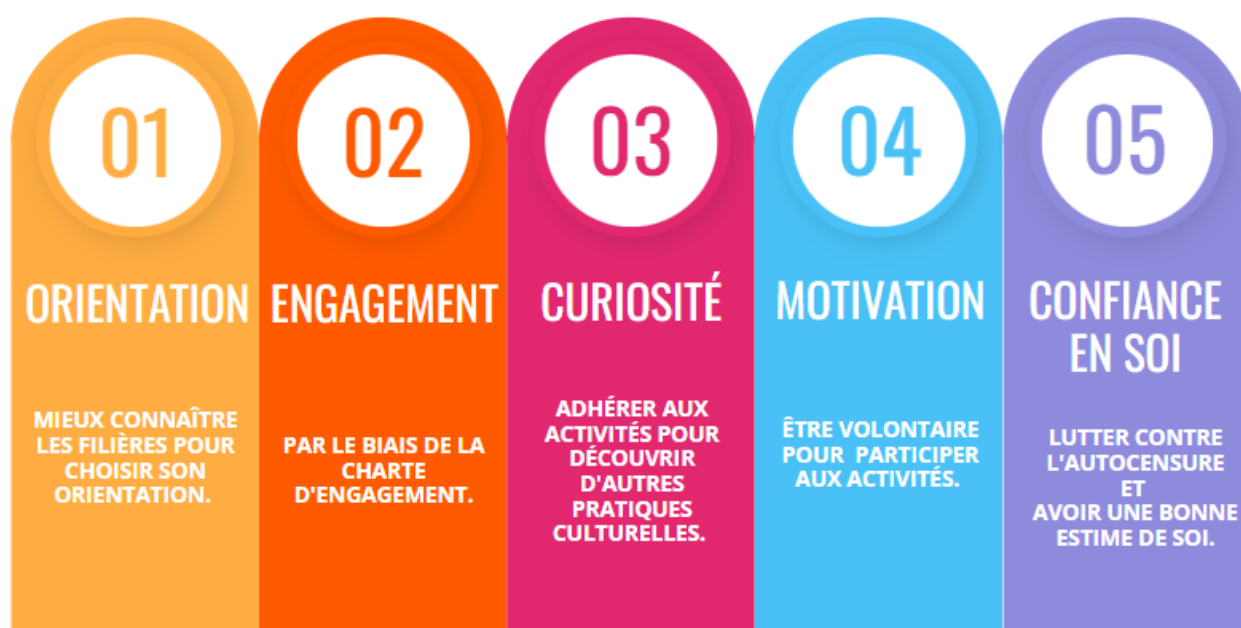 01
ORIENTATION
MIEUX CONNAÎTRE
LES FILIÈRES POUR
CHOISIR SON
ORIENTATION.
02
ENGAGEMENT
PAR LE BIAIS DE LA
CHARTE
D'ENGAGEMENT.
03
CURIOSITÉ
ADHÉRER AUX
ACTIVITÉS POUR
DÉCOUVRIR
D'AUTRES
PRATIQUES
CULTURELLES.
04
MOTIVATION
ÊTRE VOLONTAIRE
POUR PARTICIPER
AUX ACTIVITÉS.
05
CONFIANCE
EN SOI
LUTTER CONTRE
L'AUTOCENSURE
ET
AVOIR UNE BONNE
ESTIME DE SOI.